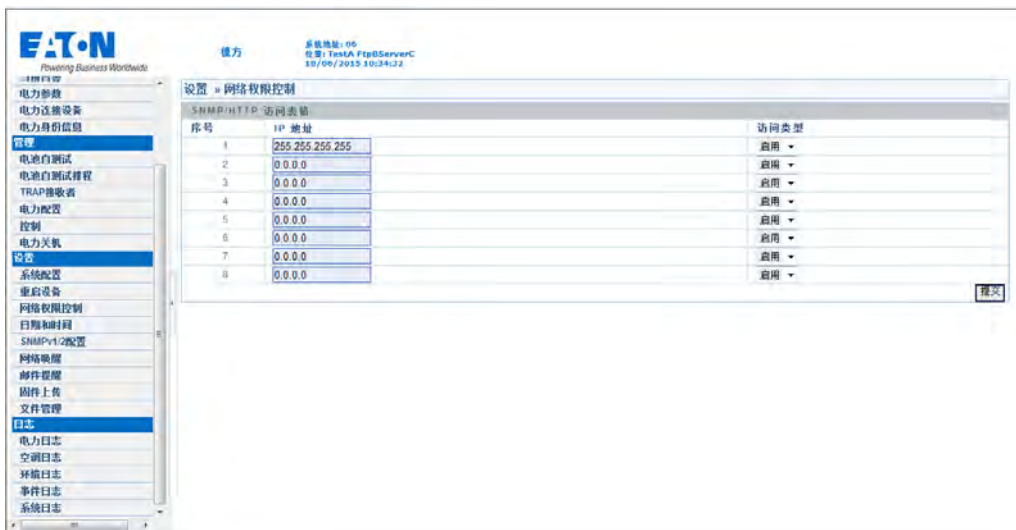 EATON
Powering Business Worldwide
系统地址: 06
位置: TestA FtpBServerC
10/06/2015 10:34:32
电力参数
电力连接设备
电力身份信息
管理
电池自测试
电池自测试排程
TRAP接收者
电力配置
控制
电力关机
设置
系统配置
重启设备
网络权限控制
日期和时间
SNMPv1/2配置
网络唤醒
邮件提醒
固件上传
文件管理
日志
电力日志
空调日志
环境日志
事件日志
系统日志
设置 » 网络权限控制
SNMP/HTTP 访问表格
序号 IP 地址 访问类型
1 255.255.255.255 启用
2 0.0.0.0 启用
3 0.0.0.0 启用
4 0.0.0.0 启用
5 0.0.0.0 启用
6 0.0.0.0 启用
7 0.0.0.0 启用
8 0.0.0.0 启用
提交